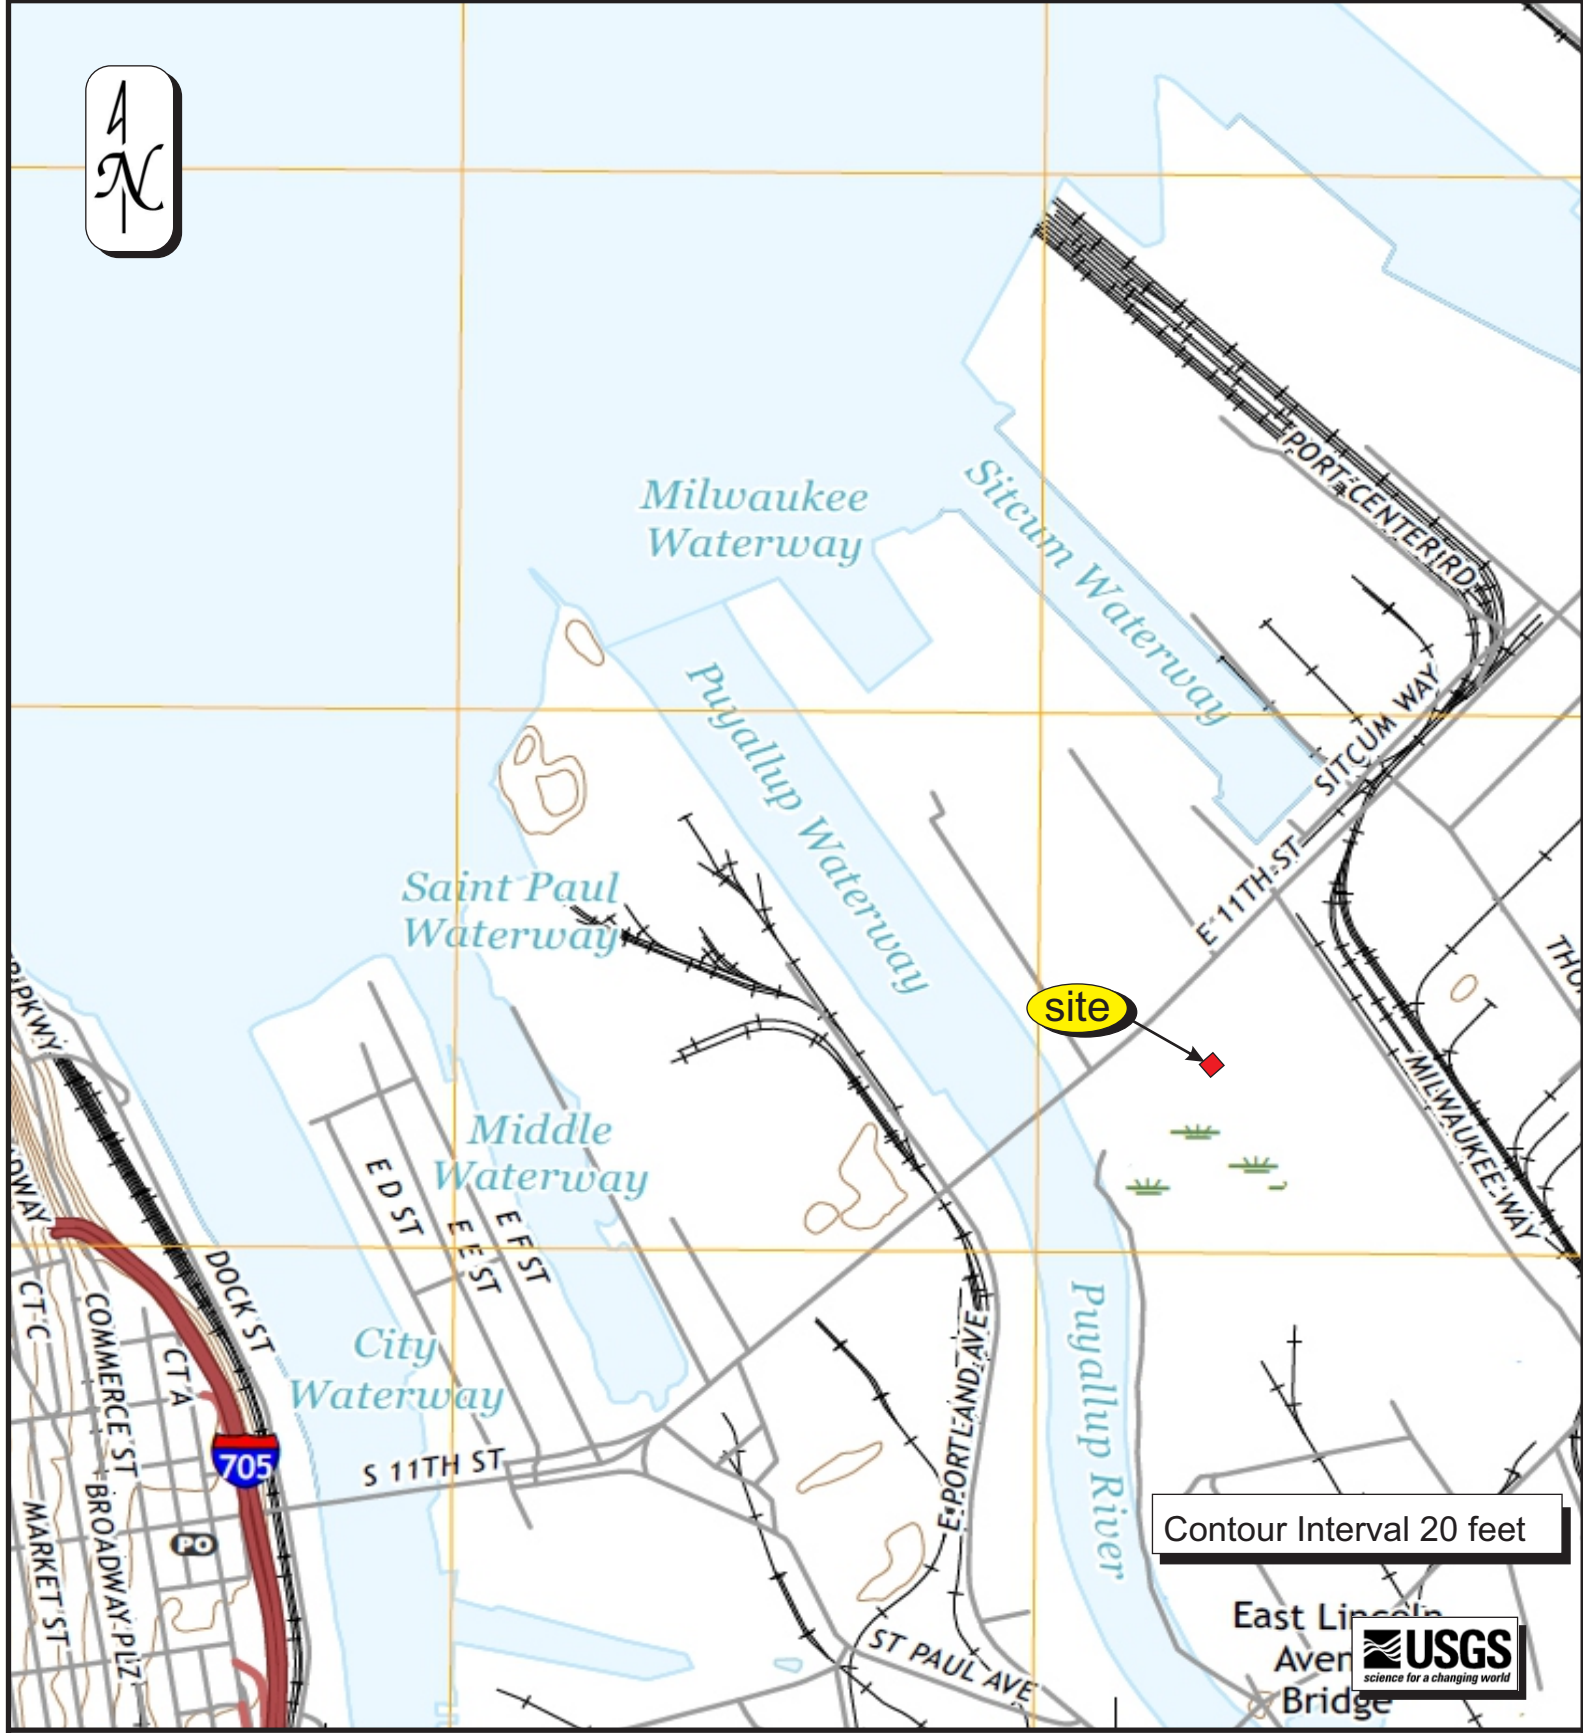 N
Milwaukee
Waterway
Sitcum Waterway
PORT CENTER RD
Puyallup Waterway
SITCUM WAY
E 11TH ST
Saint Paul
Waterway
site
MILWAUKEE WAY
Middle
Waterway
E D ST
E E ST
E F ST
DOCK ST
CT C
COMMERCE ST
CT A
City
Waterway
E PORTLAND AVE
Puyallup River
705
S 11TH ST
MARKET ST
BROADWAY PLZ
PO
Contour Interval 20 feet
East Lincoln
Aven
Bridge
ST PAUL AVE
USGS
science for a changing world